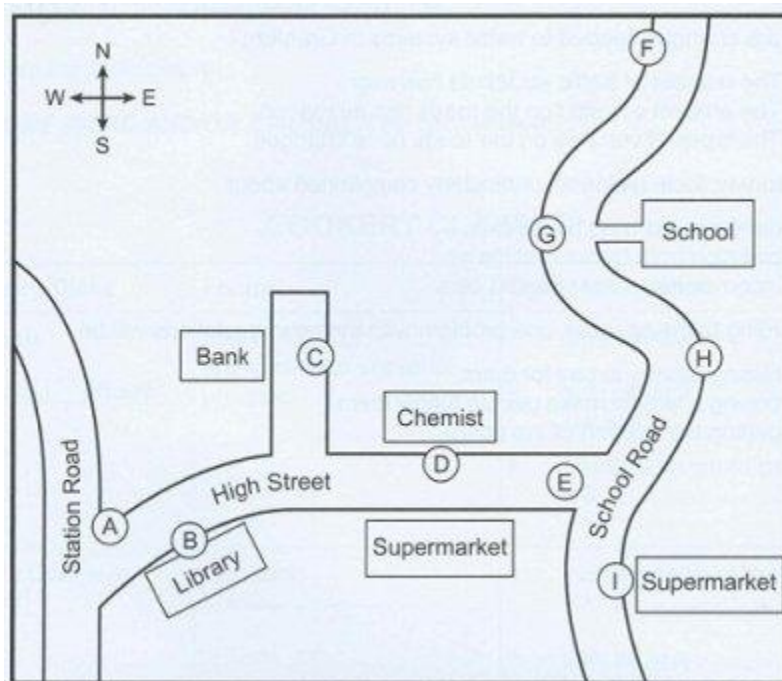 N
W E
S
F
G
School
Bank
C
H
Chemist
D
Station Road
High Street
E
School Road
A
B
Library
Supermarket
I
Supermarket